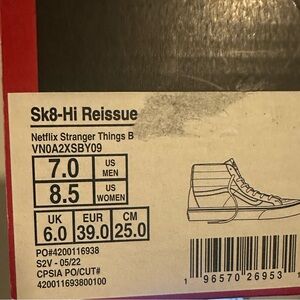 Sk8-Hi Reissue
Netflix Stranger Things B
VN0A2XSBY09
7.0 US MEN
8.5 US WOMEN
UK EUR CM
6.0 39.0 25.0
PO#4200116938
S2V - 05/22
CPSIA PO/CUT#
420011693800100
1 96570 26953